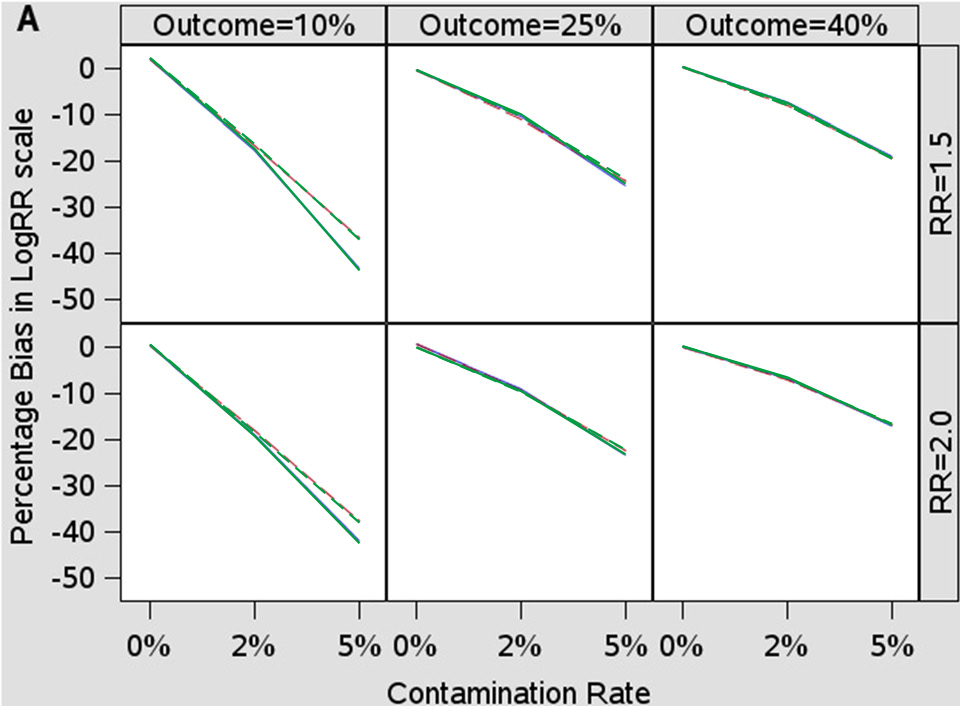 A
Outcome=10% Outcome=25% Outcome=40%
Percentage Bias in LogRR scale
0
-10
-20
-30
-40
-50
RR=1.5
0
-10
-20
-30
-40
-50
RR=2.0
0% 2% 5% 0% 2% 5% 0% 2% 5%
Contamination Rate